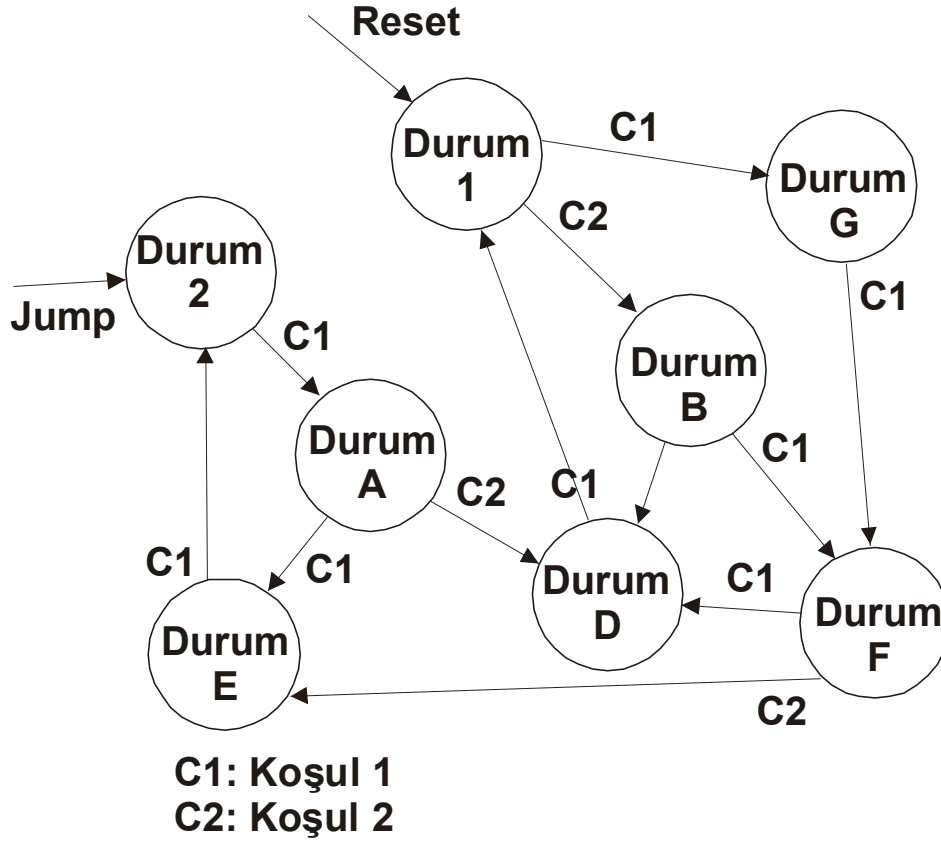 Reset
Durum
1
C1
Durum
G
C2
Durum
2
Jump
C1
C1
Durum
B
Durum
A
C1
C2
C1
C1
C1
C1
Durum
D
Durum
F
Durum
E
C2
C1: Koşul 1
C2: Koşul 2